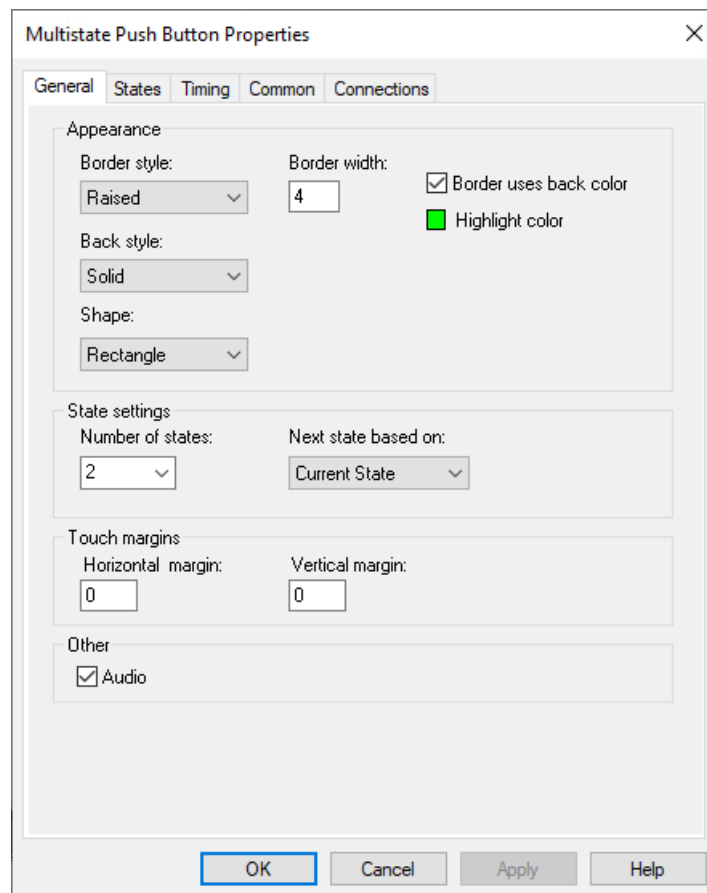 Multistate Push Button Properties
General States Timing Common Connections
Appearance
Border style: Border width:
Raised 4 Border uses back color
Highlight color
Back style:
Solid
Shape:
Rectangle
State settings
Number of states: Next state based on:
2 Current State
Touch margins
Horizontal margin: Vertical margin:
0 0
Other
Audio
OK Cancel Apply Help